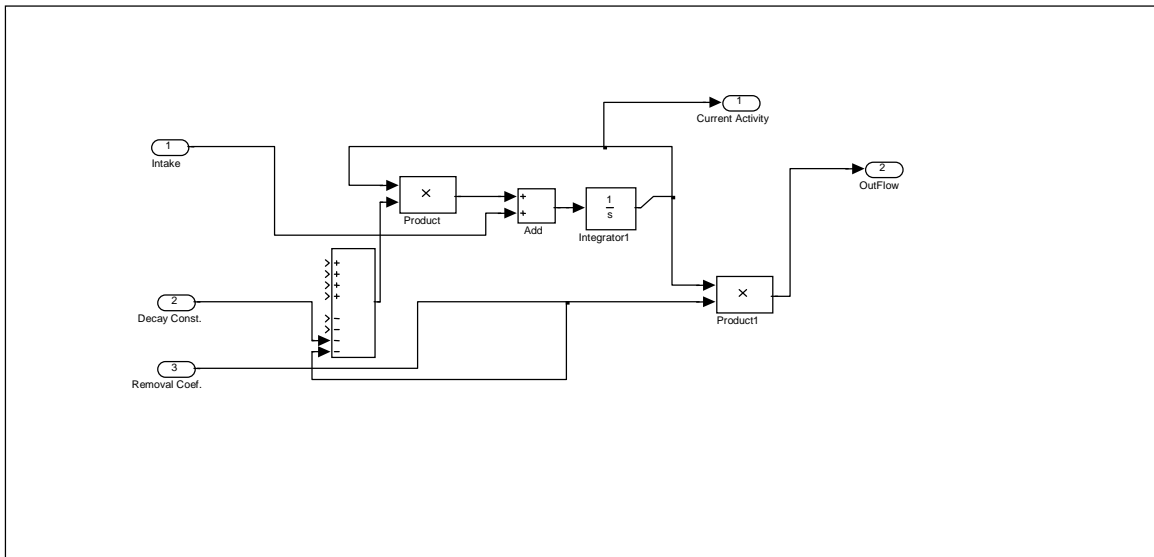 1
Current Activity
1
Intake
2
OutFlow
×
Product
+
+
Add
1
s
Integrator1
+
+
+
+
−
−
−
−
2
Decay Const.
×
Product1
3
Removal Coef.